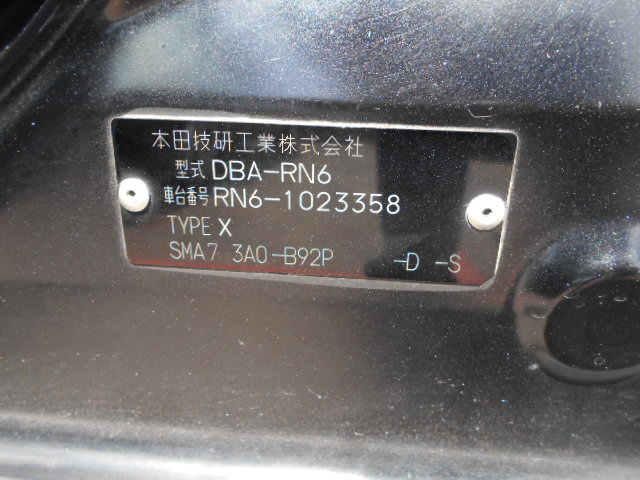 本田技研工業株式会社
型式 DBA-RN6
車台番号 RN6-1023358
TYPE X
SMA7 3A0-B92P -D -S